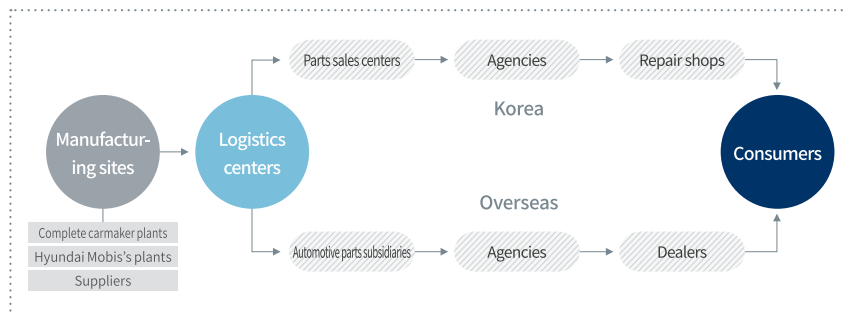 Parts sales centers
Agencies
Repair shops
Korea
Manufactur-
ing sites
Logistics
centers
Consumers
Overseas
Complete carmaker plants
Hyundai Mobis's plants
Suppliers
Automotive parts subsidiaries
Agencies
Dealers